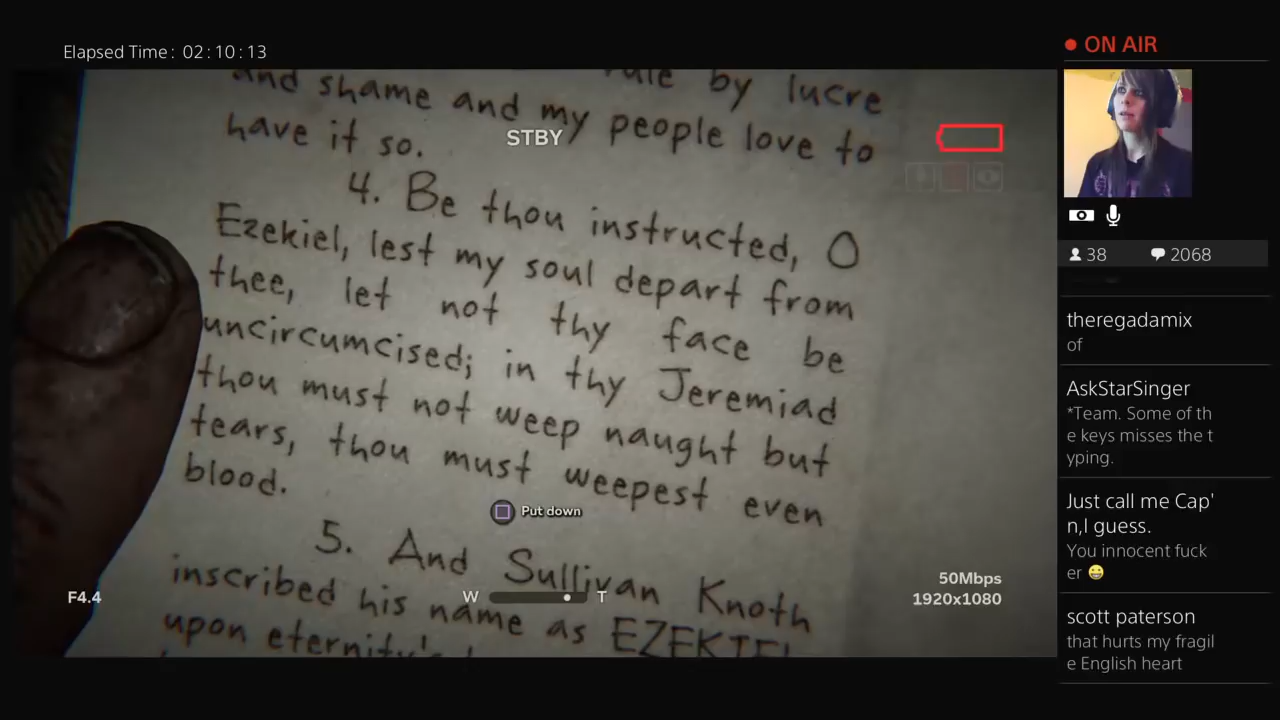 Elapsed Time: 02:10:13
ON AIR
and shame and my people love to
rule by lucre
have it so.
STBY
4. Be thou instructed, O
Ezekiel, lest my soul depart from
thee, let not thy face be
uncircumcised; in thy Jeremiad
thou must not weep naught but
tears, thou must weepest even
blood.
Put down
5. And Sullivan Knoth
inscribed his name as EZEKIEL
upon eternity's
F4.4
W T
50Mbps
1920x1080
38 2068
theregadamix
of
AskStarSinger
*Team. Some of th
e keys misses the t
yping.
Just call me Cap'
n,I guess.
You innocent fuck
er 😀
scott paterson
that hurts my fragil
e English heart